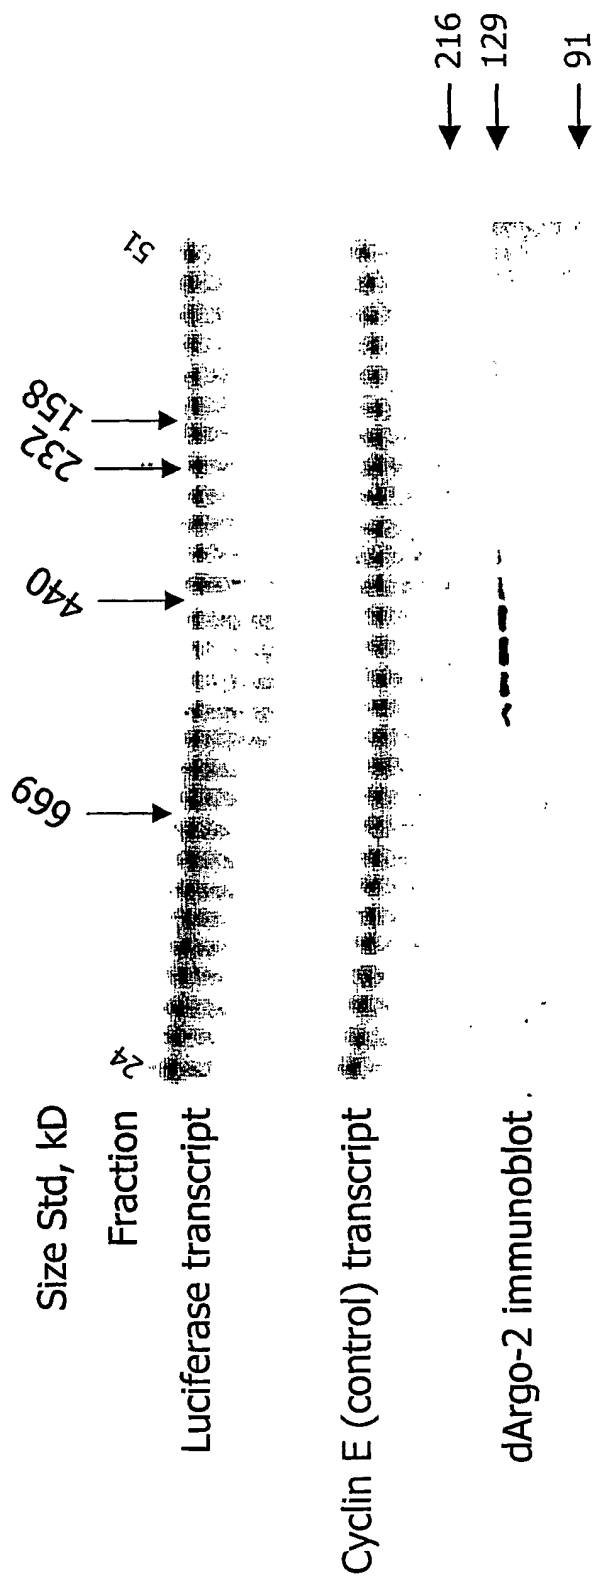 Size Std, kD
669
440
232
158
Fraction
24
51
Luciferase transcript
Cyclin E (control) transcript
dArgo-2 immunoblot
216
129
91